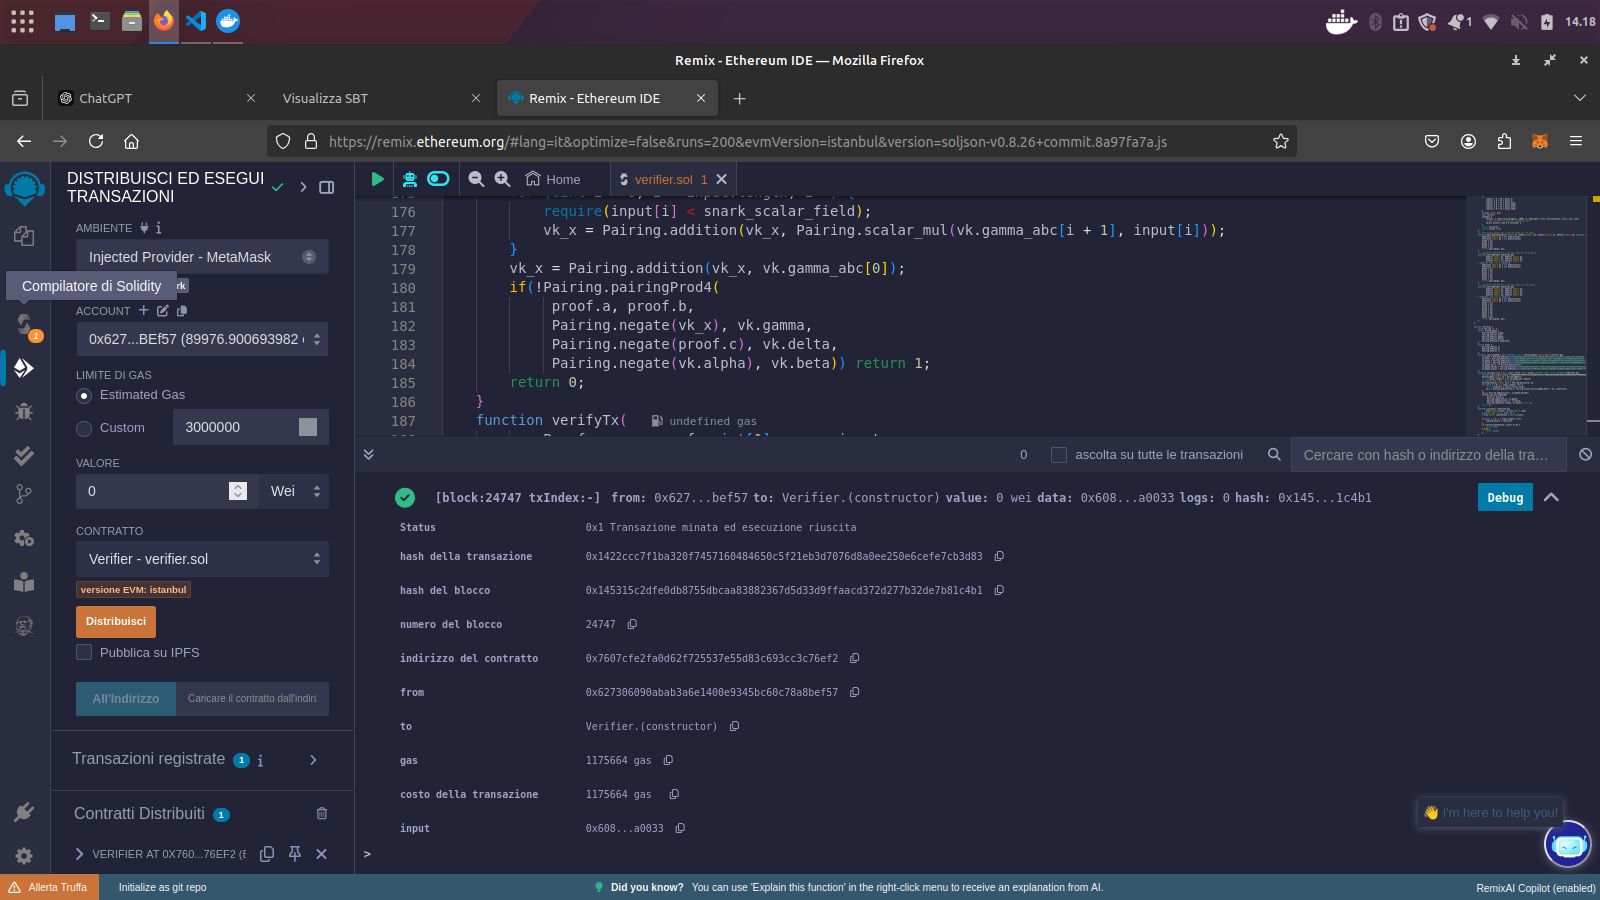 1
14.18
Remix - Ethereum IDE — Mozilla Firefox
ChatGPT
Visualizza SBT
Remix - Ethereum IDE
https://remix.ethereum.org/#lang=it&optimize=false&runs=200&evmVersion=istanbul&version=soljson-v0.8.26+commit.8a97fa7a.js
DISTRIBUISCI ED ESEGUI
TRANSAZIONI
AMBIENTE
Injected Provider - MetaMask
Compilatore di Solidity
rk
ACCOUNT
1
0x627...BEf57 (89976.900693982
LIMITE DI GAS
Estimated Gas
Custom
3000000
VALORE
0
Wei
CONTRATTO
Verifier - verifier.sol
versione EVM: istanbul
Distribuisci
Pubblica su IPFS
All'Indirizzo
Caricare il contratto dall'indiri
Transazioni registrate 1
Contratti Distribuiti 1
VERIFIER AT 0X760...76EF2 (E
Home
verifier.sol 1
176 require(input[i] < snark_scalar_field);
177 vk_x = Pairing.addition(vk_x, Pairing.scalar_mul(vk.gamma_abc[i + 1], input[i]));
178 }
179 vk_x = Pairing.addition(vk_x, vk.gamma_abc[0]);
180 if(!Pairing.pairingProd4(
181 proof.a, proof.b,
182 Pairing.negate(vk_x), vk.gamma,
183 Pairing.negate(proof.c), vk.delta,
184 Pairing.negate(vk.alpha), vk.beta)) return 1;
185 return 0;
186 }
187 function verifyTx( undefined gas
0
ascolta su tutte le transazioni
Cercare con hash o indirizzo della tra...
[block:24747 txIndex:-] from: 0x627...bef57 to: Verifier.(constructor) value: 0 wei data: 0x608...a0033 logs: 0 hash: 0x145...1c4b1
Debug
Status 0x1 Transazione minata ed esecuzione riuscita
hash della transazione 0x1422ccc7f1ba320f7457160484650c5f21eb3d7076d8a0ee250e6cefe7cb3d83
hash del blocco 0x145315c2dfe0db8755dbcaa83882367d5d33d9ffaacd372d277b32de7b81c4b1
numero del blocco 24747
indirizzo del contratto 0x7607cfe2fa0d62f725537e55d83c693cc3c76ef2
from 0x627306090abab3a6e1400e9345bc60c78a8bef57
to Verifier.(constructor)
gas 1175664 gas
costo della transazione 1175664 gas
input 0x608...a0033
>
👋 I'm here to help you!
Allerta Truffa
Initialize as git repo
Did you know? You can use 'Explain this function' in the right-click menu to receive an explanation from AI.
RemixAI Copilot (enabled)